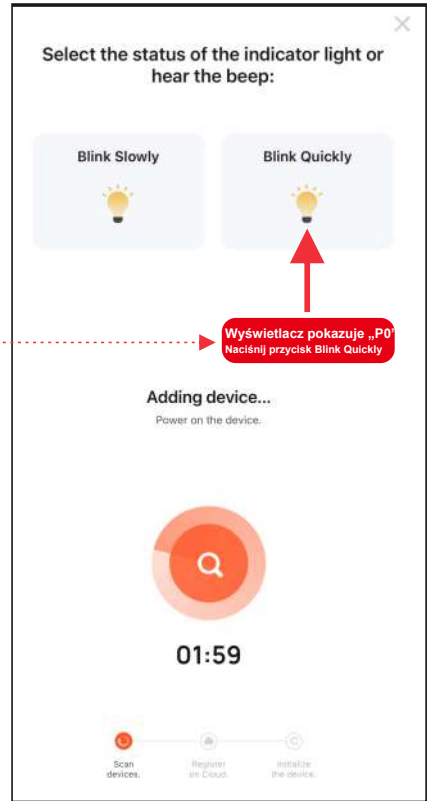 Select the status of the indicator light or
hear the beep:
Blink Slowly
Blink Quickly
Wyświetlacz pokazuje „P0”
Naciśnij przycisk Blink Quickly
Adding device...
Power on the device.
01:59
Scan
devices.
Register
on Cloud.
Initialize
the device.